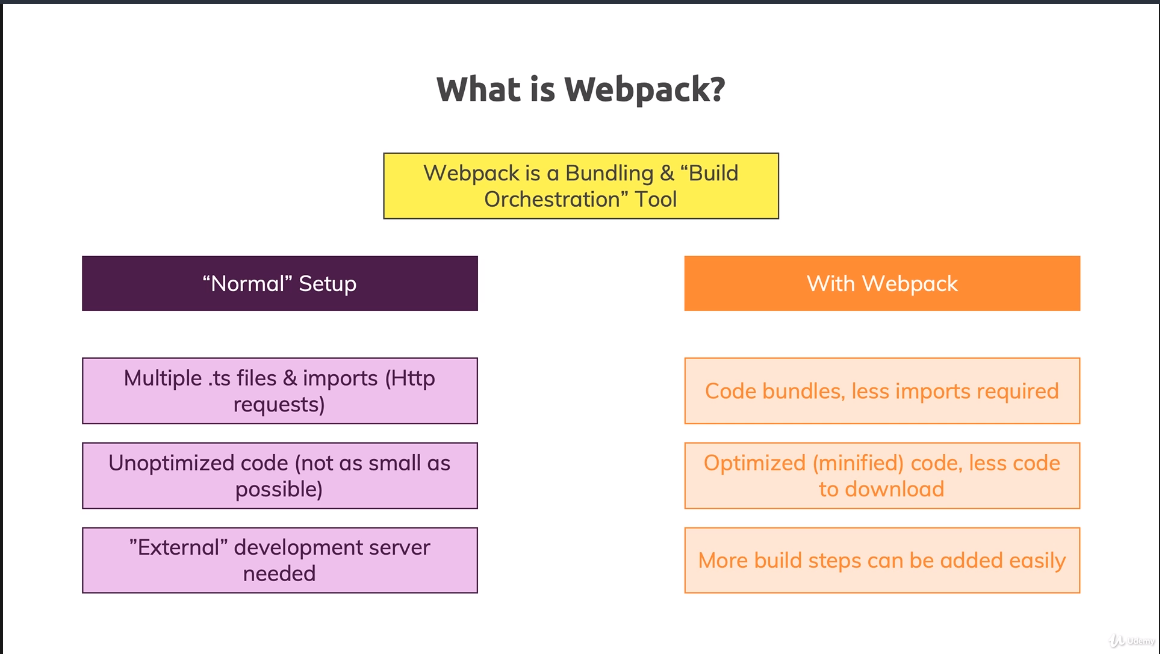 What is Webpack?
Webpack is a Bundling & “Build
Orchestration” Tool
“Normal” Setup
With Webpack
Multiple .ts files & imports (Http
requests)
Code bundles, less imports required
Unoptimized code (not as small as
possible)
Optimized (minified) code, less code
to download
”External” development server
needed
More build steps can be added easily
Udemy